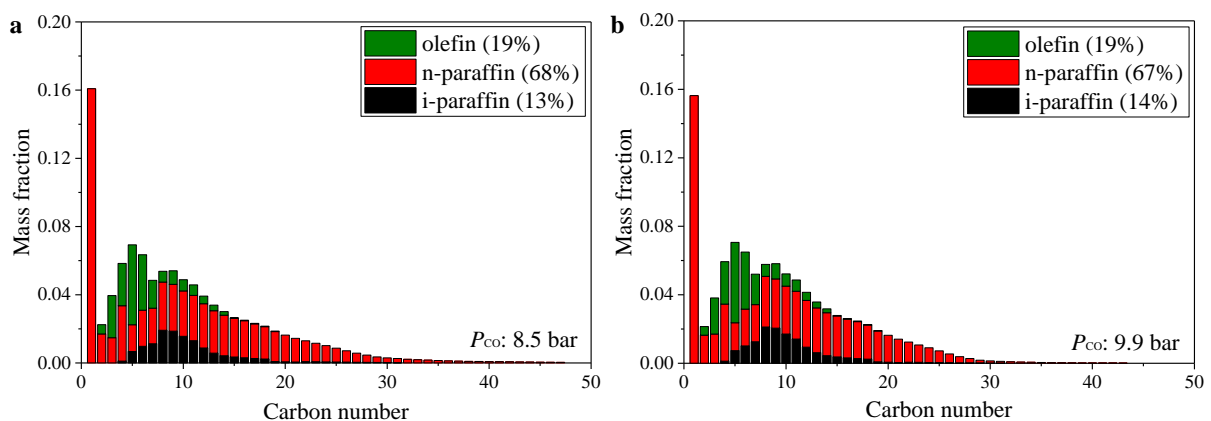 a
0.20
0.16
0.12
0.08
0.04
0.00
Mass fraction
olefin (19%)
n-paraffin (68%)
i-paraffin (13%)
PCO: 8.5 bar
0 10 20 30 40 50
Carbon number
b
0.20
0.16
0.12
0.08
0.04
0.00
Mass fraction
olefin (19%)
n-paraffin (67%)
i-paraffin (14%)
PCO: 9.9 bar
0 10 20 30 40 50
Carbon number